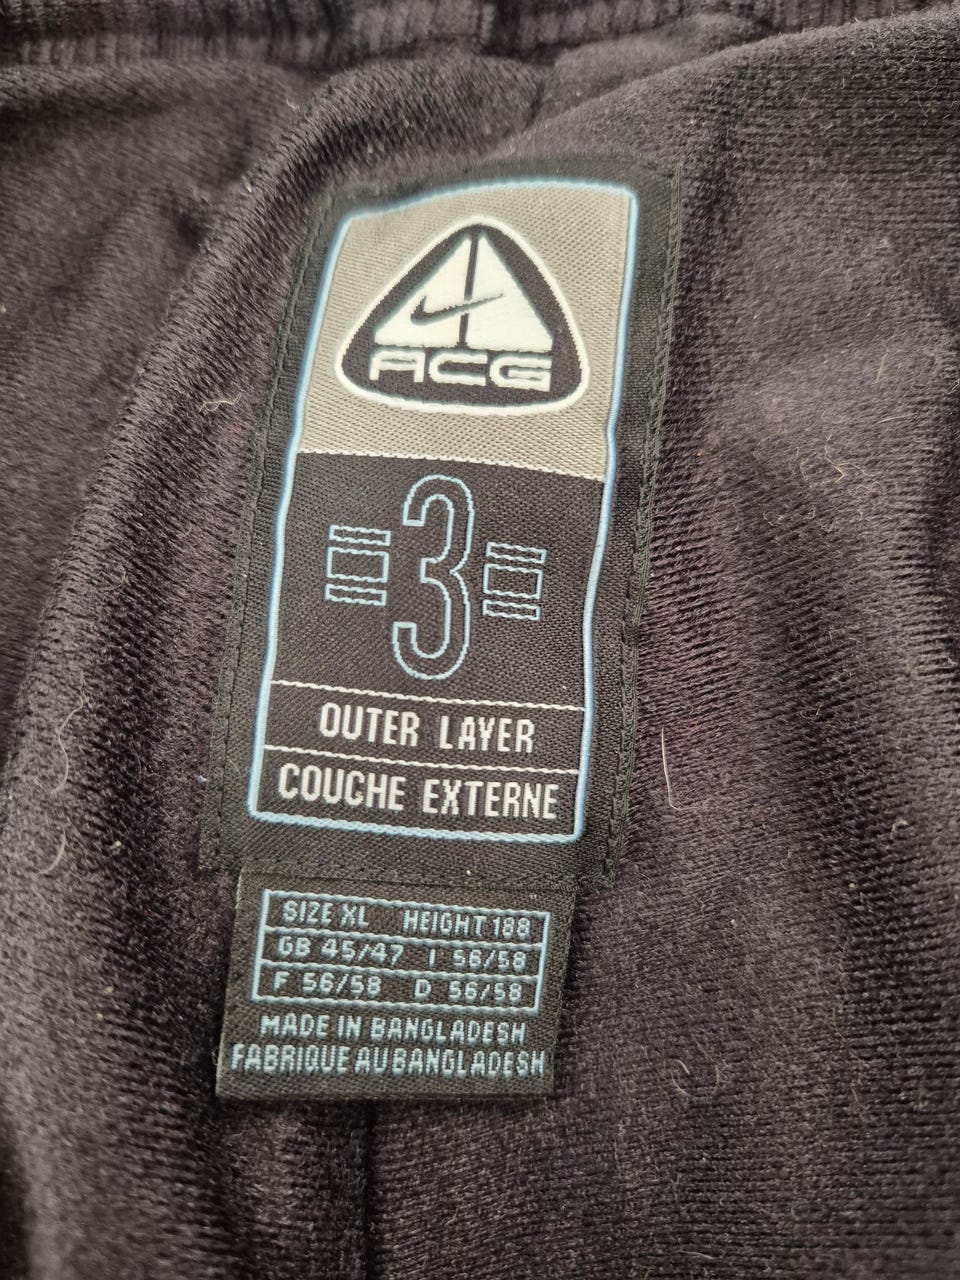 ACG
3
OUTER LAYER
COUCHE EXTERNE
SIZE XL HEIGHT 188
GB 45/47 I 56/58
F 56/58 D 56/58
MADE IN BANGLADESH
FABRIQUE AU BANGLADESH